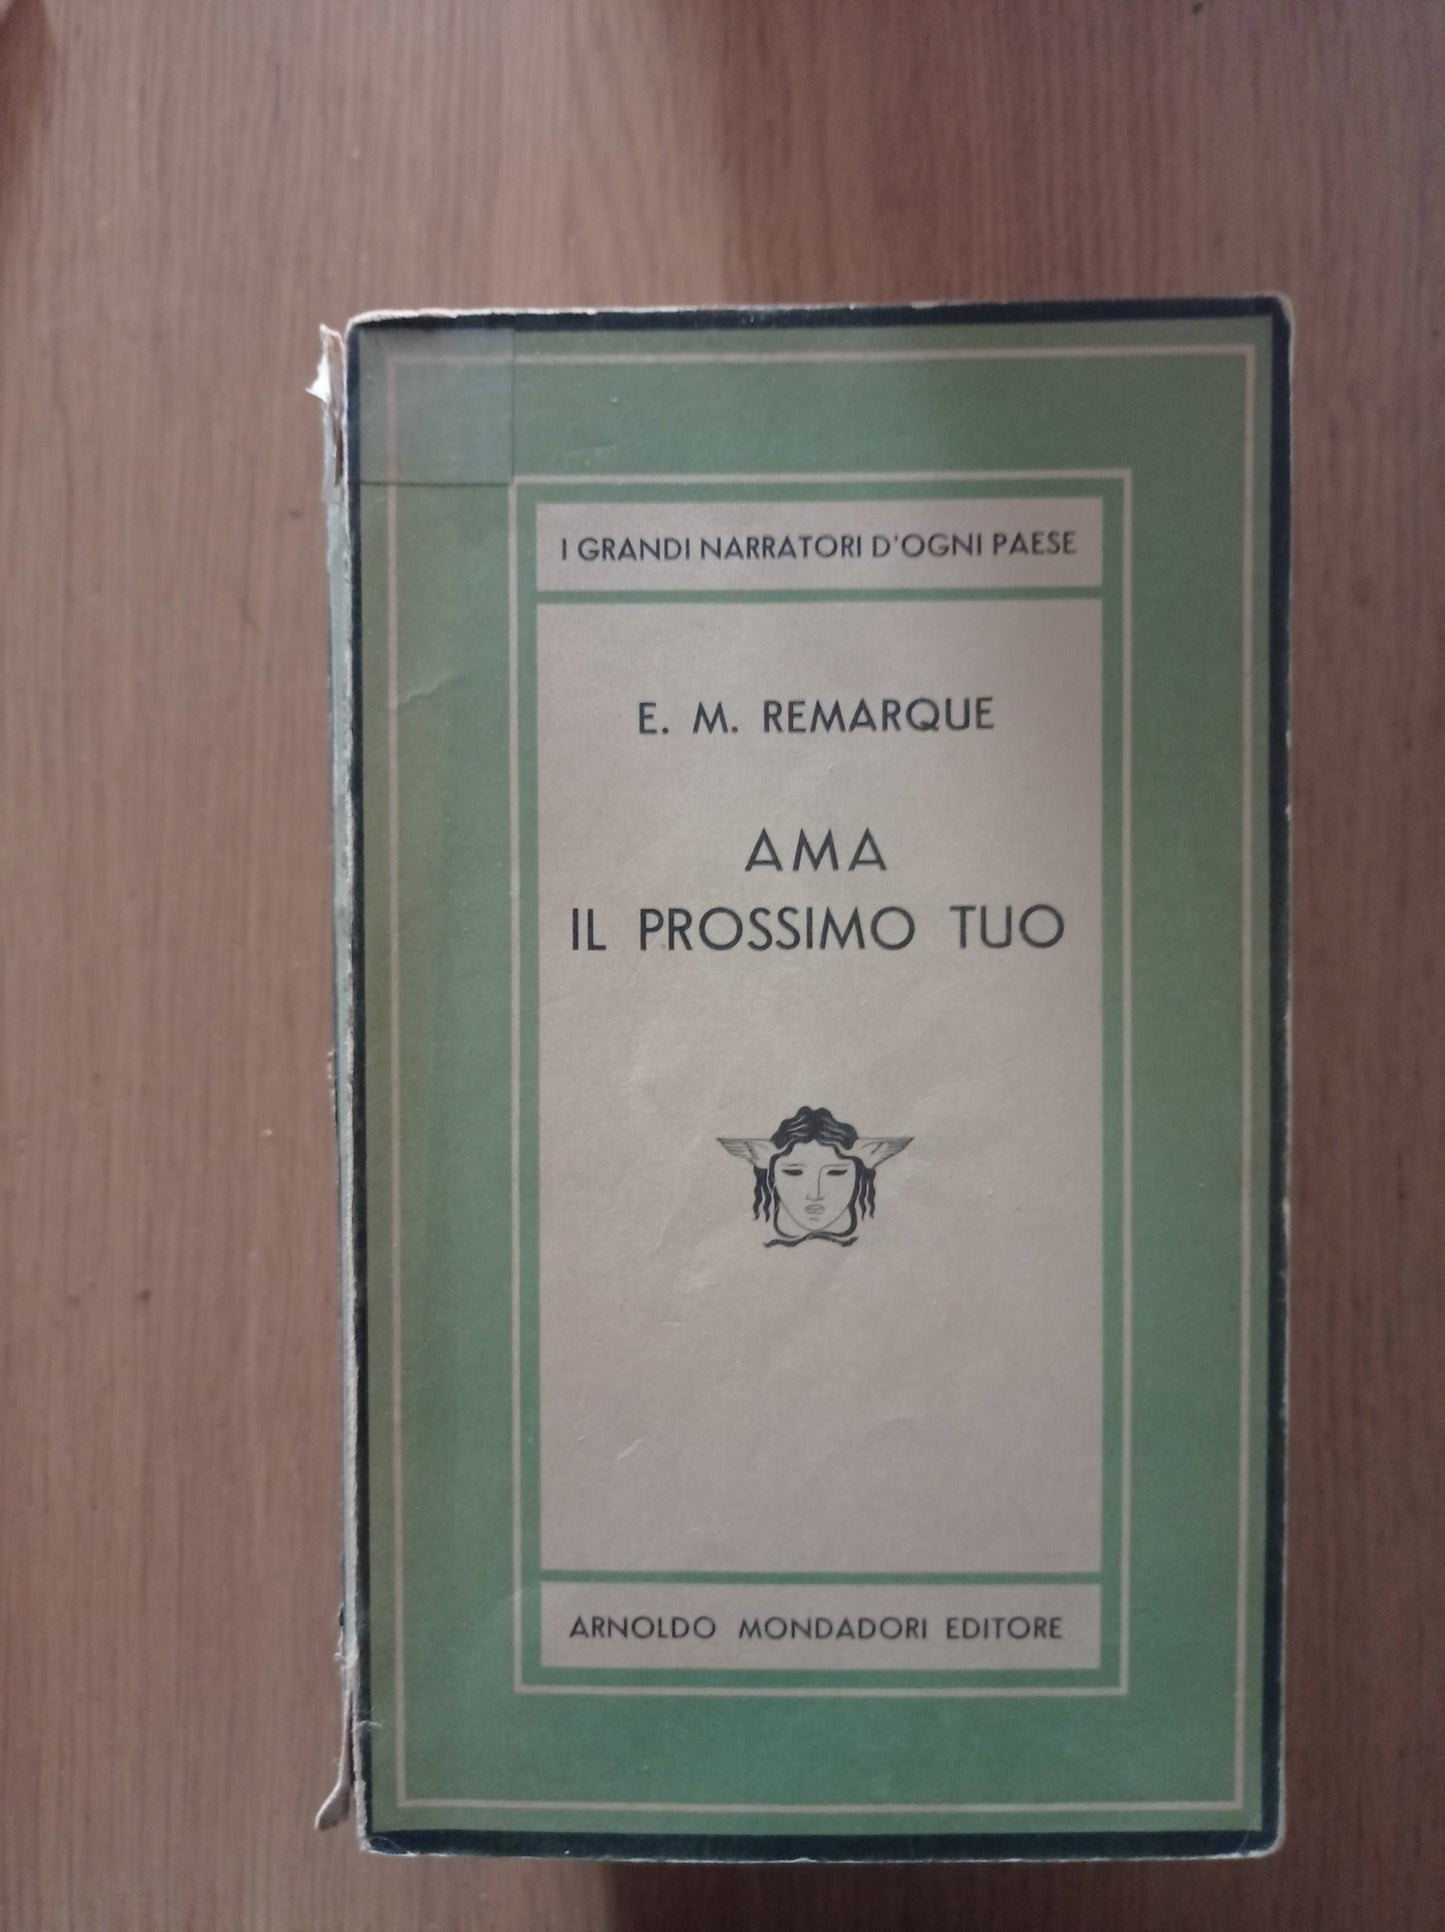 I GRANDI NARRATORI D'OGNI PAESE
E. M. REMARQUE
AMA
IL PROSSIMO TUO
ARNOLDO MONDADORI EDITORE